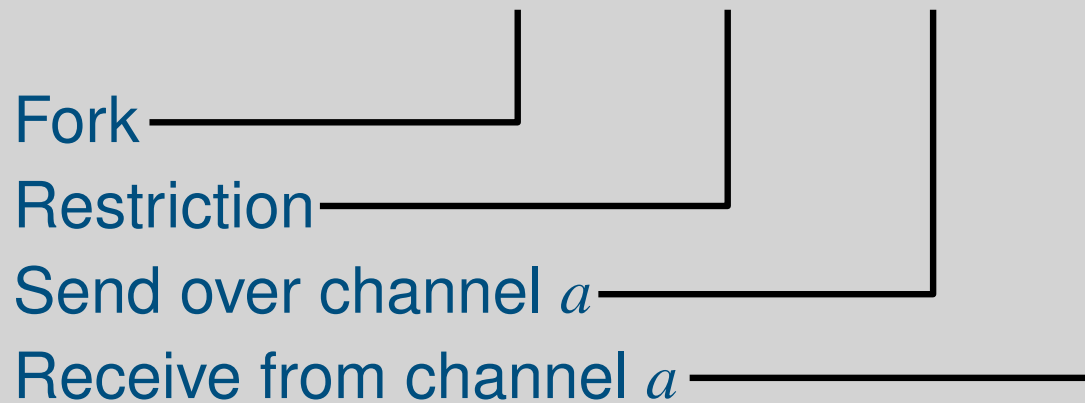 Fork
Restriction
Send over channel a
Receive from channel a